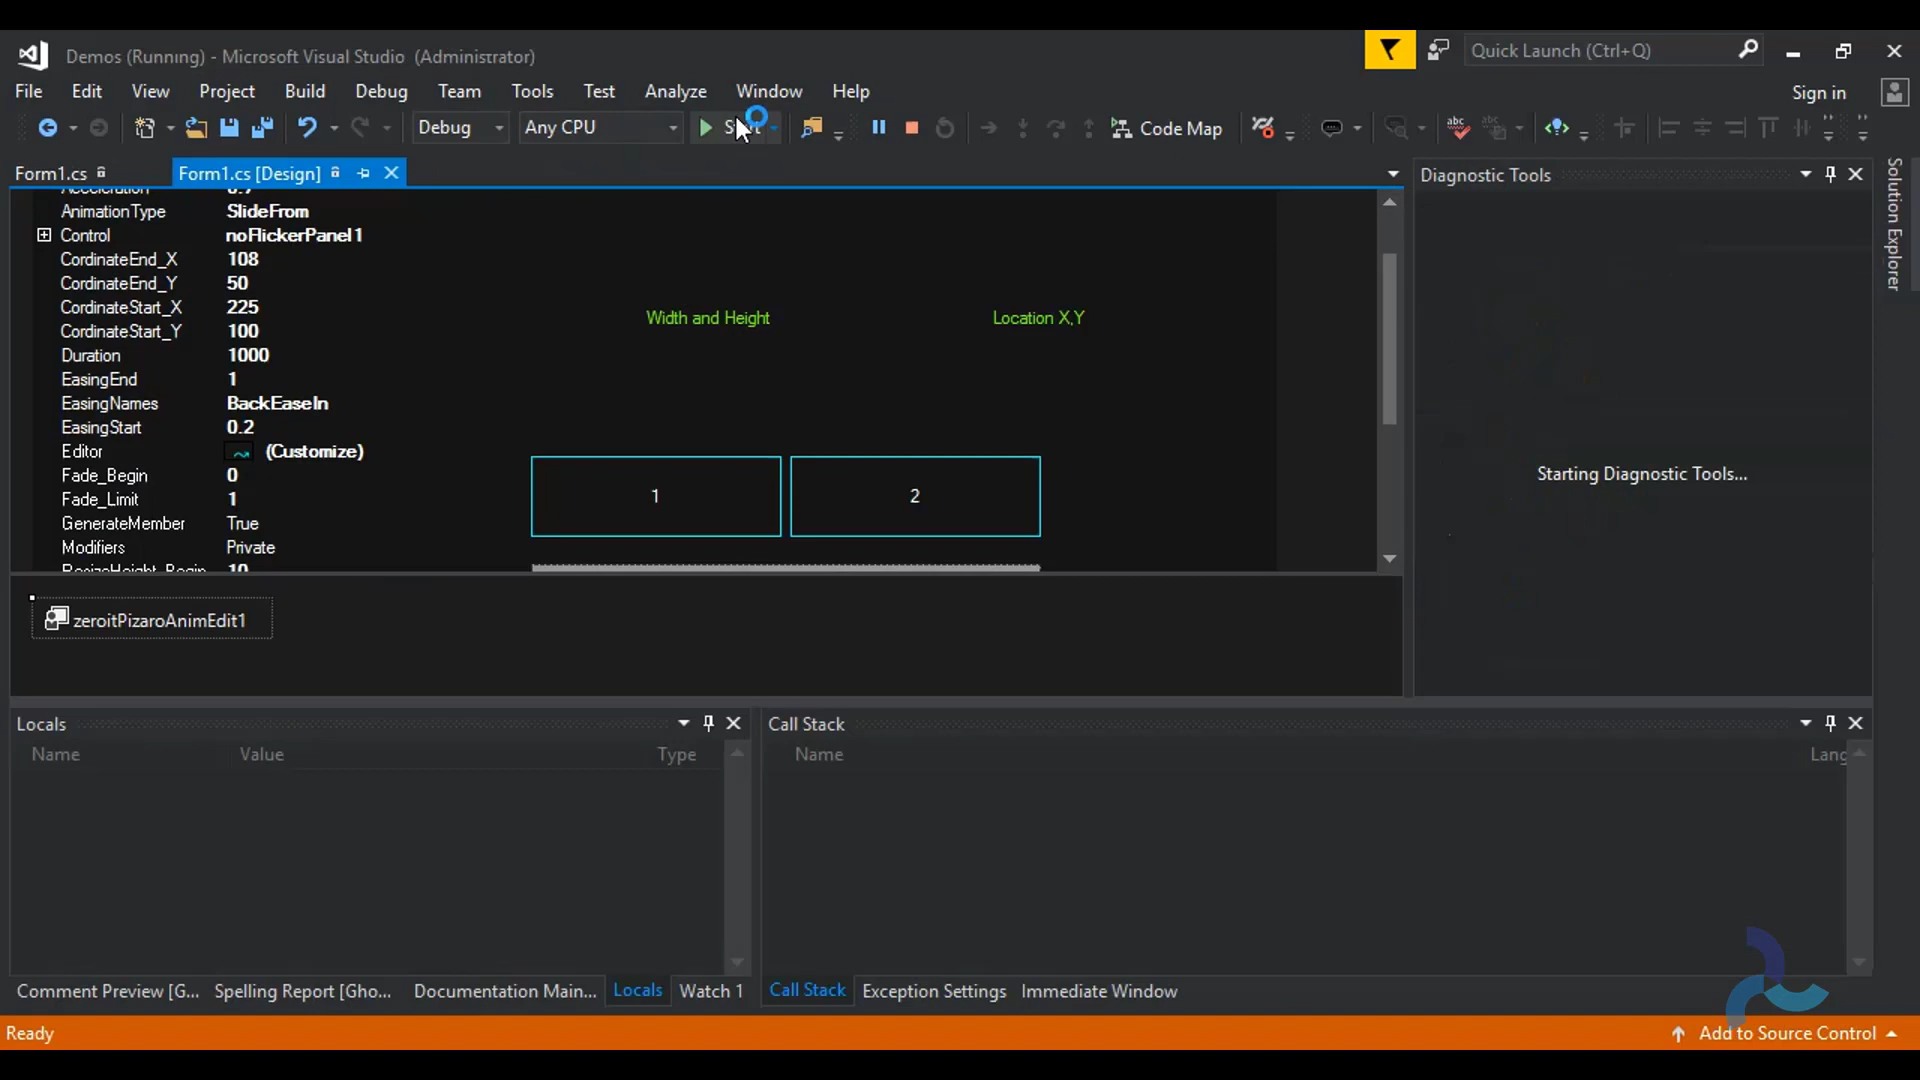 Demos (Running) - Microsoft Visual Studio (Administrator)
Quick Launch (Ctrl+Q)
File Edit View Project Build Debug Team Tools Test Analyze Window Help
Sign in
Debug Any CPU Code Map
Form1.cs Form1.cs [Design]
Diagnostic Tools
Solution Explorer
AnimationType SlideFrom
Control noFlickerPanel1
CordinateEnd_X 108
CordinateEnd_Y 50
CordinateStart_X 225
CordinateStart_Y 100
Duration 1000
EasingEnd 1
EasingNames BackEaseIn
EasingStart 0.2
Editor (Customize)
Fade_Begin 0
Fade_Limit 1
GenerateMember True
Modifiers Private
ResizeHeight_Begin 10
Width and Height Location X,Y
1 2
Starting Diagnostic Tools...
zeroitPizaroAnimEdit1
Locals
Name Value Type
Call Stack
Name Lang
Comment Preview [G... Spelling Report [Gho... Documentation Main... Locals Watch 1
Call Stack Exception Settings Immediate Window
Ready
Add to Source Control